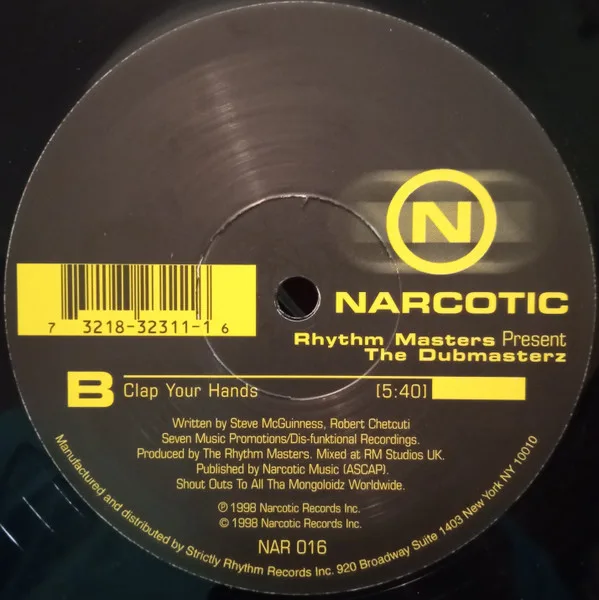 N
NARCOTIC
7 3218-32311-1 6
Rhythm Masters Present
The Dubmasterz
B Clap Your Hands [5:40]
Written by Steve McGuinness, Robert Chetcuti
Seven Music Promotions/Dis-funktional Recordings.
Produced by The Rhythm Masters. Mixed at RM Studios UK.
Published by Narcotic Music (ASCAP).
Shout Outs To All Tha Mongoloidz Worldwide.
℗ 1998 Narcotic Records Inc.
© 1998 Narcotic Records Inc.
NAR 016
Manufactured and distributed by Strictly Rhythm Records Inc. 920 Broadway Suite 1403 New York NY 10010